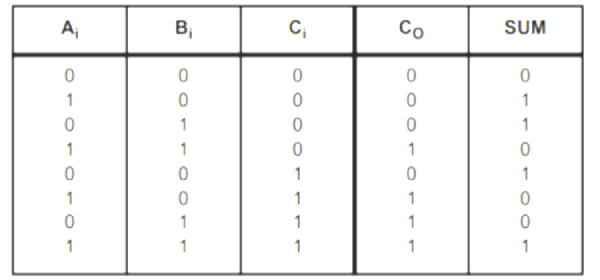 Ai Bi Ci CO SUM
0 0 0 0 0
1 0 0 0 1
0 1 0 0 1
1 1 0 1 0
0 0 1 0 1
1 0 1 1 0
0 1 1 1 0
1 1 1 1 1